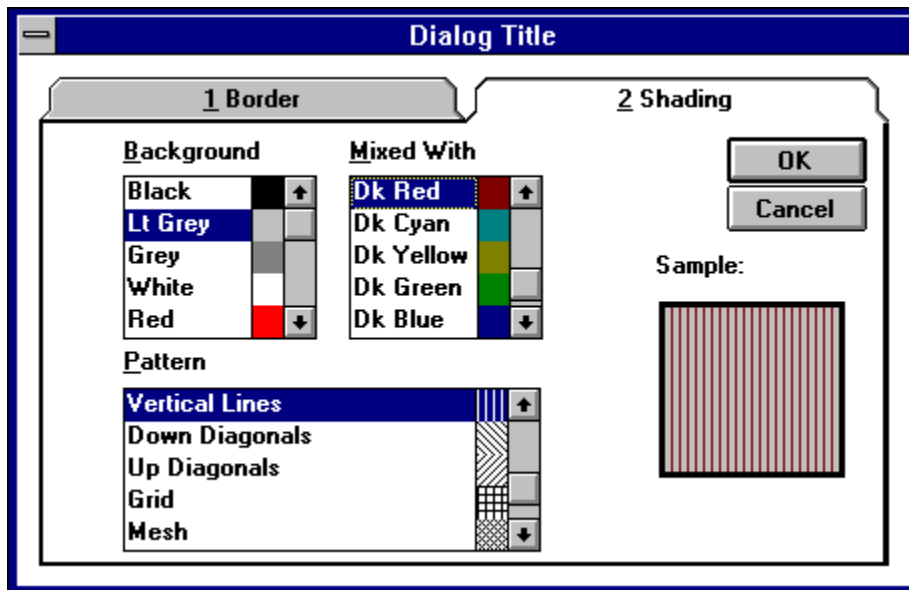 Dialog Title
1 Border
2 Shading
Background
Mixed With
OK
Cancel
Black
Lt Grey
Grey
White
Red
Dk Red
Dk Cyan
Dk Yellow
Dk Green
Dk Blue
Sample:
Pattern
Vertical Lines
Down Diagonals
Up Diagonals
Grid
Mesh